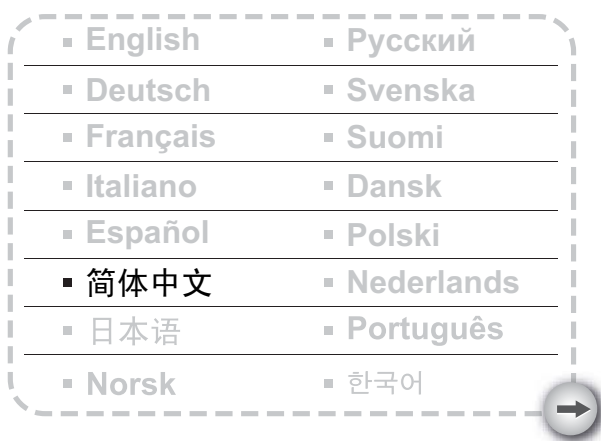 English Русский
Deutsch Svenska
Français Suomi
Italiano Dansk
Español Polski
简体中文 Nederlands
日本语 Português
Norsk 한국어